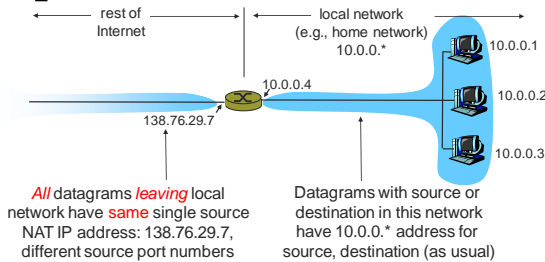 rest of
Internet
local network
(e.g., home network)
10.0.0.*
10.0.0.1
10.0.0.4
10.0.0.2
138.76.29.7
10.0.0.3
All datagrams leaving local
network have same single source
NAT IP address: 138.76.29.7,
different source port numbers
Datagrams with source or
destination in this network
have 10.0.0.* address for
source, destination (as usual)